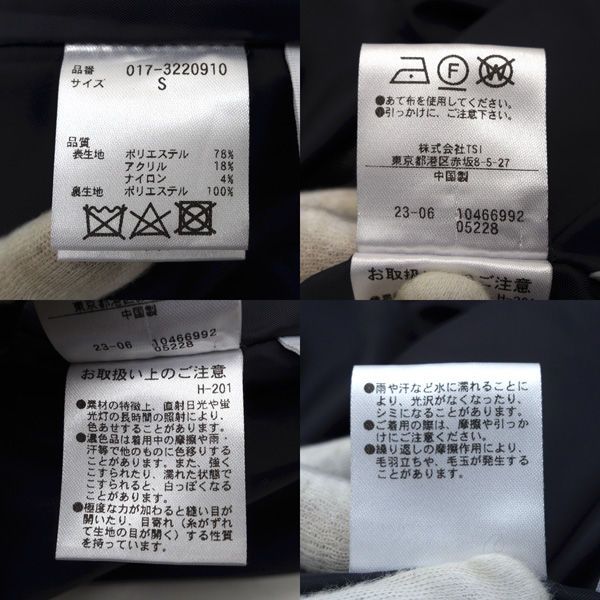 品番 017-3220910
サイズ S
品質
表生地 ポリエステル 78%
アクリル 18%
ナイロン 4%
裏生地 ポリエステル 100%
F
W
●あて布を使用してください。
●引っかけに、ご注意下さい。
株式会社TSI
東京都港区赤坂8-5-27
中国製
23-06 10466992
05228
お取扱い上のご注意
H-201
東京都港区赤坂8-5-27
中国製
23-06 10466992
05228
お取扱い上のご注意
H-201
●素材の特徴上、直射日光や蛍
光灯の長時間の照射により、
色あせすることがあります。
●濃色品は着用中の摩擦や雨・
汗等で他のものに色移りする
ことがあります。また、強く
こすられたり、濡れた状態で
こすられると、白っぽくなる
ことがあります。
●極度な力が加わると縫い目が
開いたり、目寄れ(糸がずれ
て生地の目が開く)する性質
を持っています。
●雨や汗など水に濡れることに
より、光沢がなくなったり、
シミになることがあります。
●ご着用の際は、摩擦や引っか
けにご注意ください。
●繰り返しの摩擦作用により、
毛羽立ちや、毛玉が発生する
ことがあります。